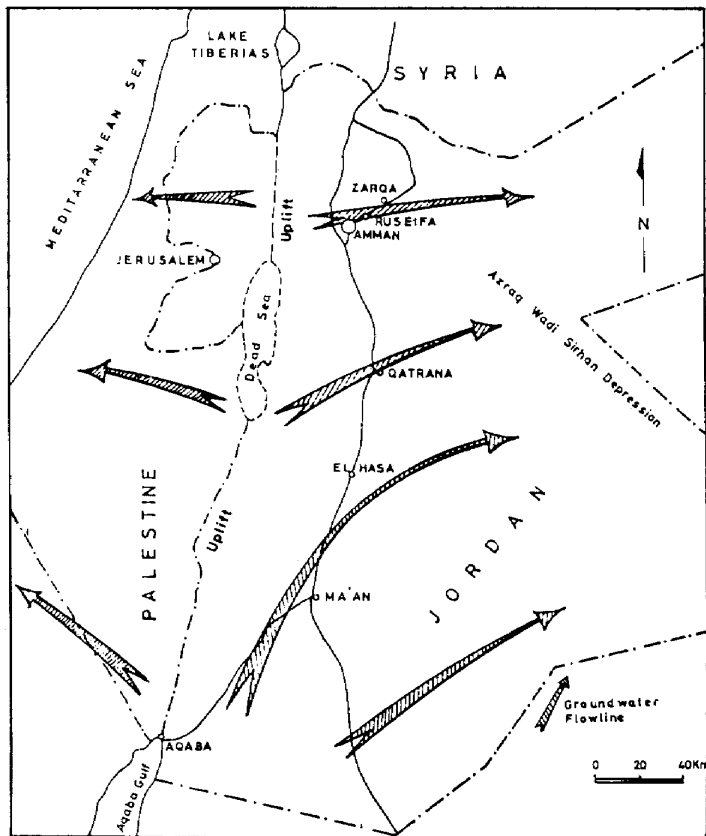 LAKE
TIBERIAS
SYRIA
MEDITARRANEAN SEA
ZARQA
RUSEIFA
AMMAN
Uplift
N
JERUSALEM
Dead Sea
Azraq Wadi Sirhan Depression
QATRANA
EL HASA
PALESTINE
Uplift
JORDAN
MA'AN
Groundwater
Flowline
AQABA
Aqaba Gulf
0 20 40Km